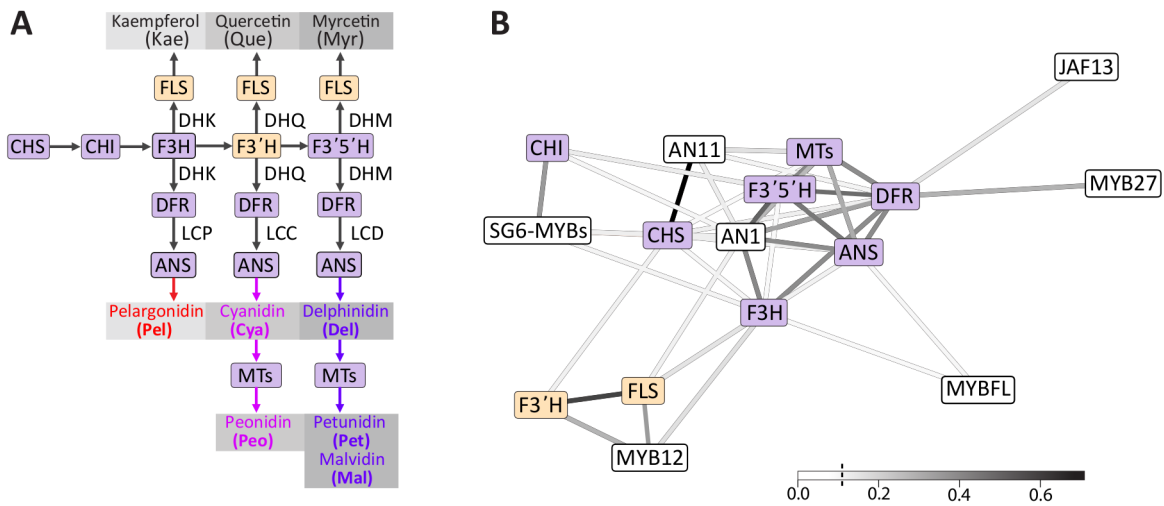 A
Kaempferol
(Kae)
Quercetin
(Que)
Myrcetin
(Myr)
FLS
FLS
FLS
DHK
DHQ
DHM
CHS
CHI
F3H
F3′H
F3′5′H
DHK
DHQ
DHM
DFR
DFR
DFR
LCP
LCC
LCD
ANS
ANS
ANS
Pelargonidin
(Pel)
Cyanidin
(Cya)
Delphinidin
(Del)
MTs
MTs
Peonidin
(Peo)
Petunidin
(Pet)
Malvidin
(Mal)
B
JAF13
CHI
AN11
MTs
F3′5′H
DFR
MYB27
SG6-MYBs
CHS
AN1
ANS
F3H
MYBFL
FLS
F3′H
MYB12
0.0
0.2
0.4
0.6